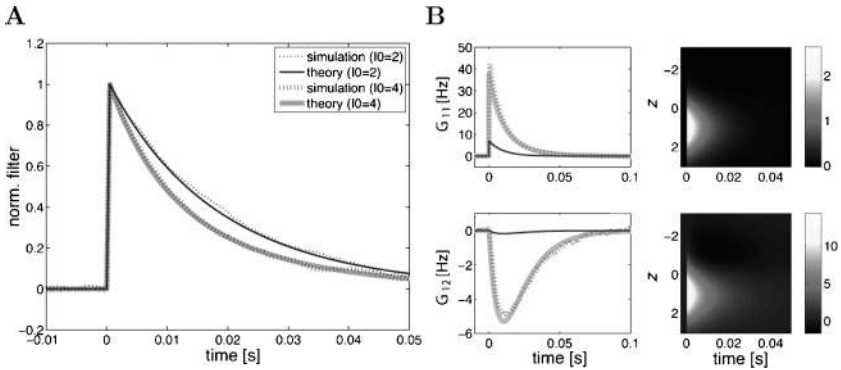 A
1.2
1
0.8
0.6
0.4
0.2
0
-0.2
norm. filter
simulation (I0=2)
theory (I0=2)
simulation (I0=4)
theory (I0=4)
-0.01 0 0.01 0.02 0.03 0.04 0.05
time [s]
B
50
40
30
20
10
0
G11 [Hz]
0 0.05 0.1
-2
0
2
z
0 0.02 0.04
2
1
0
0
-2
-4
-6
G12 [Hz]
0 0.05 0.1
time [s]
-2
0
2
z
0 0.02 0.04
time [s]
10
5
0